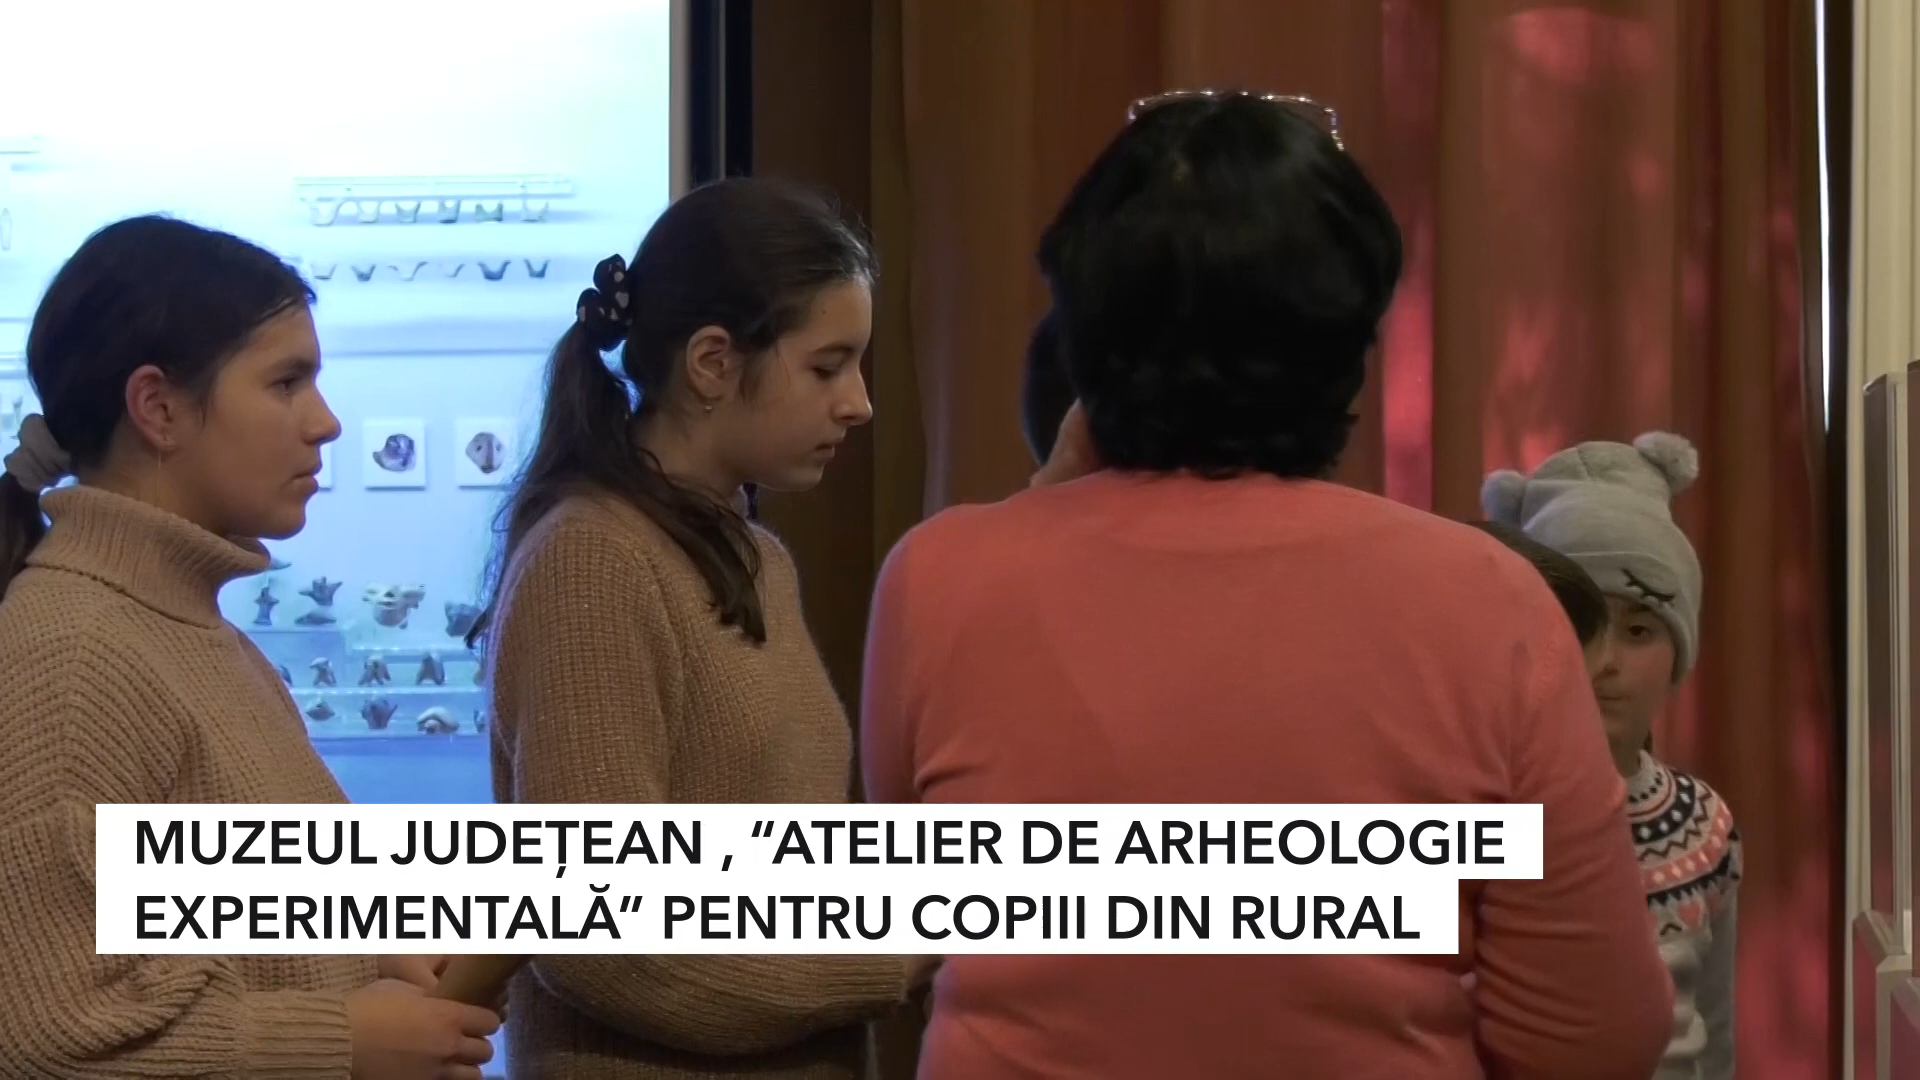 MUZEUL JUDEȚEAN , “ATELIER DE ARHEOLOGIE
EXPERIMENTALĂ” PENTRU COPIII DIN RURAL